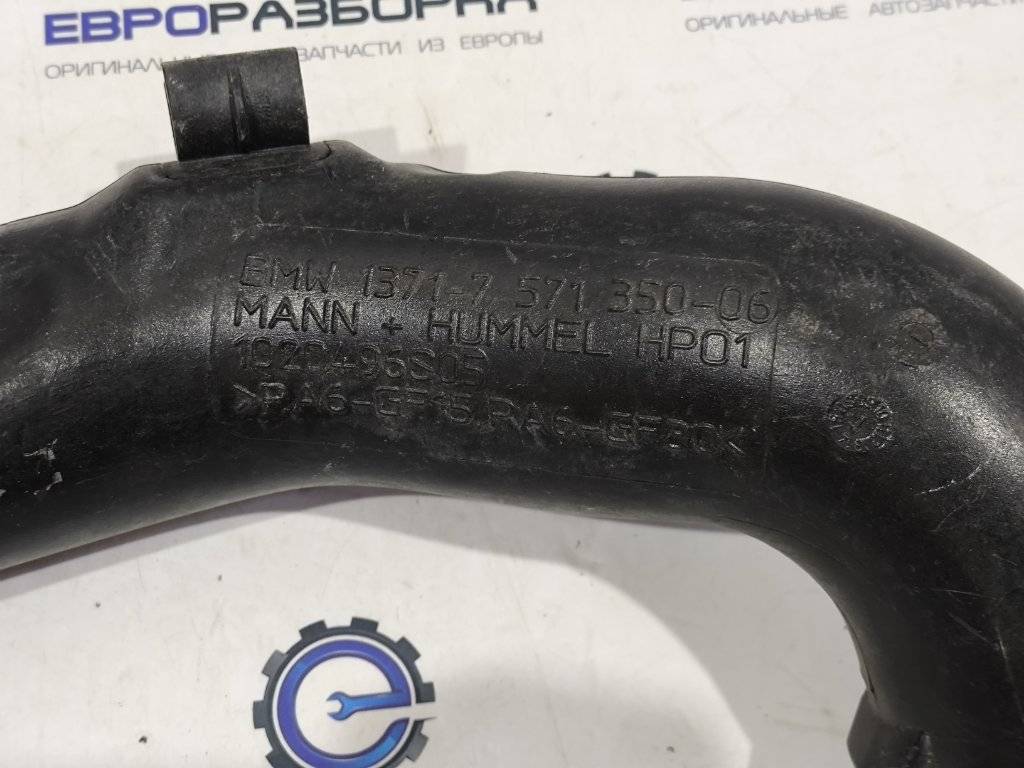 ЕВРОРАЗБОРКА
ОРИГИНАЛЬНЫЕ АВТОЗАПЧАСТИ
ОРИГИНАЛЬНЫЕ ЗАПЧАСТИ ИЗ ЕВРОПЫ
BMW 1371-7 571 350-06
MANN + HUMMEL HP01
>PA6-GF15,PA6-GF30<